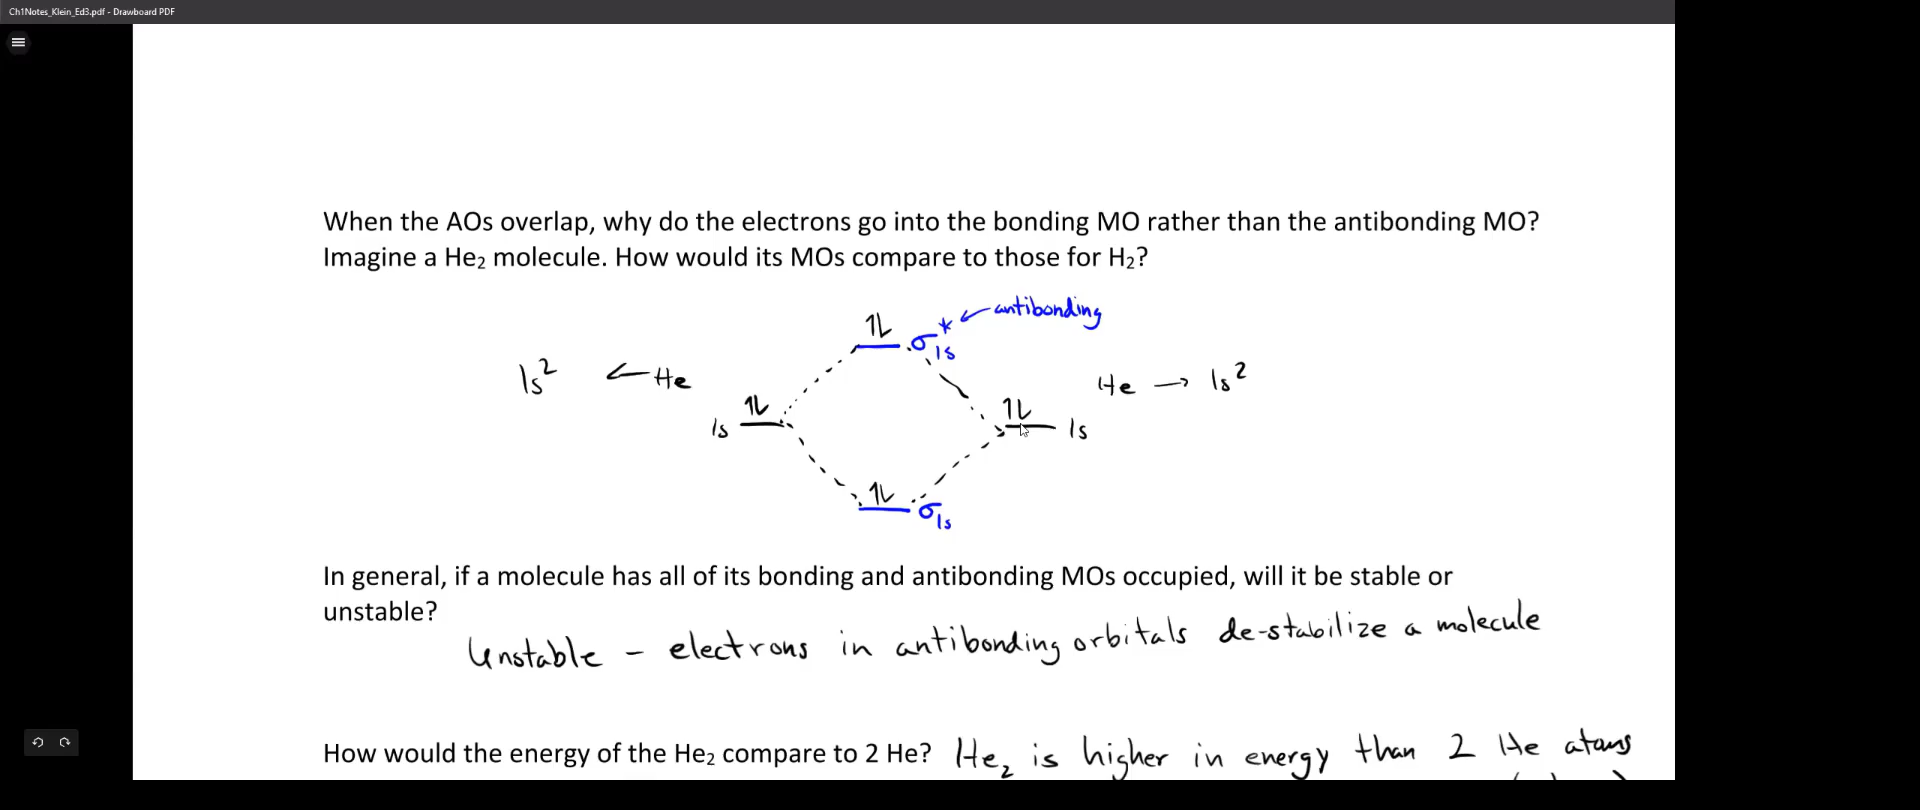 Ch1Notes_Klein_Ed3.pdf - Drawboard PDF
When the AOs overlap, why do the electrons go into the bonding MO rather than the antibonding MO?
Imagine a He₂ molecule. How would its MOs compare to those for H₂?
antibonding
1L σ*1s
1s² ← He
He → 1s²
1s 1L
1L 1s
1L σ1s
In general, if a molecule has all of its bonding and antibonding MOs occupied, will it be stable or
unstable?
Unstable - electrons in antibonding orbitals de-stabilize a molecule
How would the energy of the He₂ compare to 2 He? He₂ is higher in energy than 2 He atoms